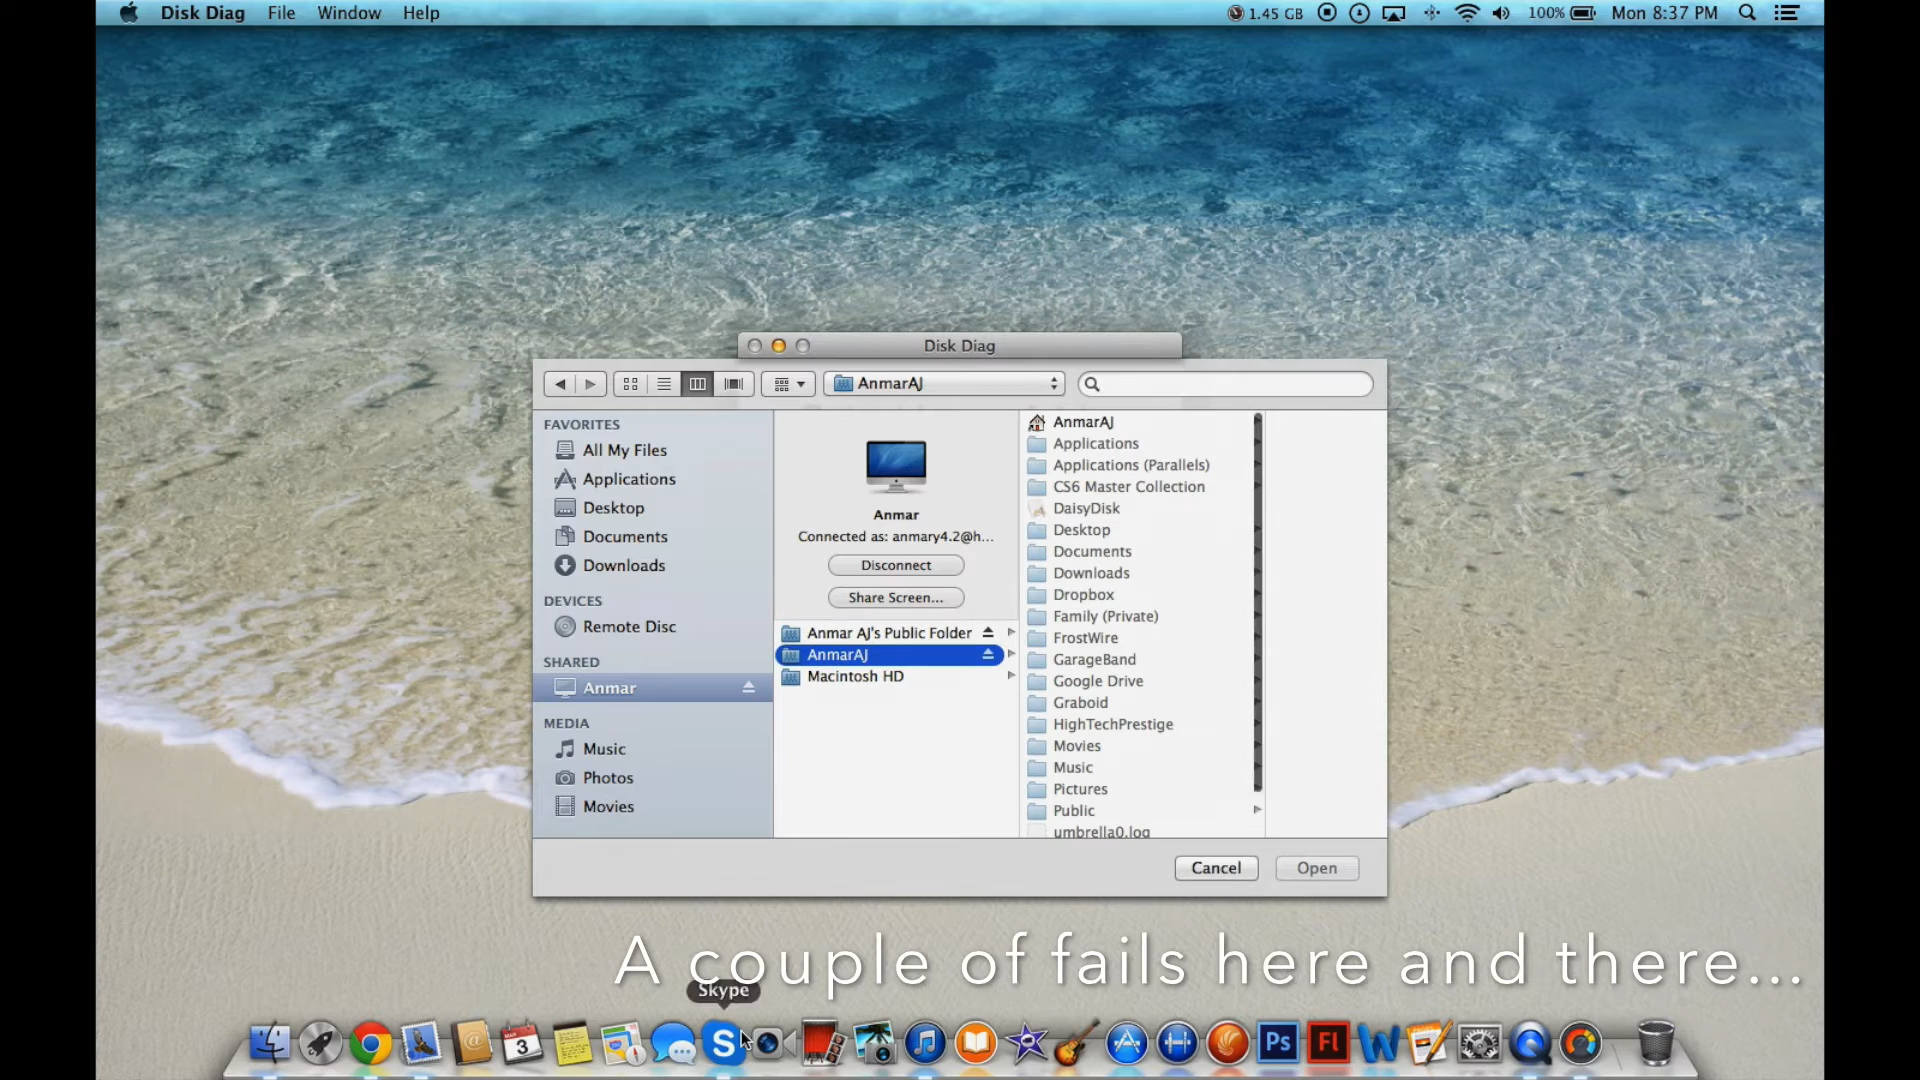 Disk Diag File Window Help
1.45 GB 100% Mon 8:37 PM
Disk Diag
AnmarAJ
FAVORITES
All My Files
Applications
Desktop
Documents
Downloads
DEVICES
Remote Disc
SHARED
Anmar
MEDIA
Music
Photos
Movies
Anmar
Connected as: anmary4.2@h...
Disconnect
Share Screen...
Anmar AJ's Public Folder
AnmarAJ
Macintosh HD
AnmarAJ
Applications
Applications (Parallels)
CS6 Master Collection
DaisyDisk
Desktop
Documents
Downloads
Dropbox
Family (Private)
FrostWire
GarageBand
Google Drive
Graboid
HighTechPrestige
Movies
Music
Pictures
Public
umbrella0.log
Cancel Open
A couple of fails here and there...
Skype
MAR
3
Ps
Fl